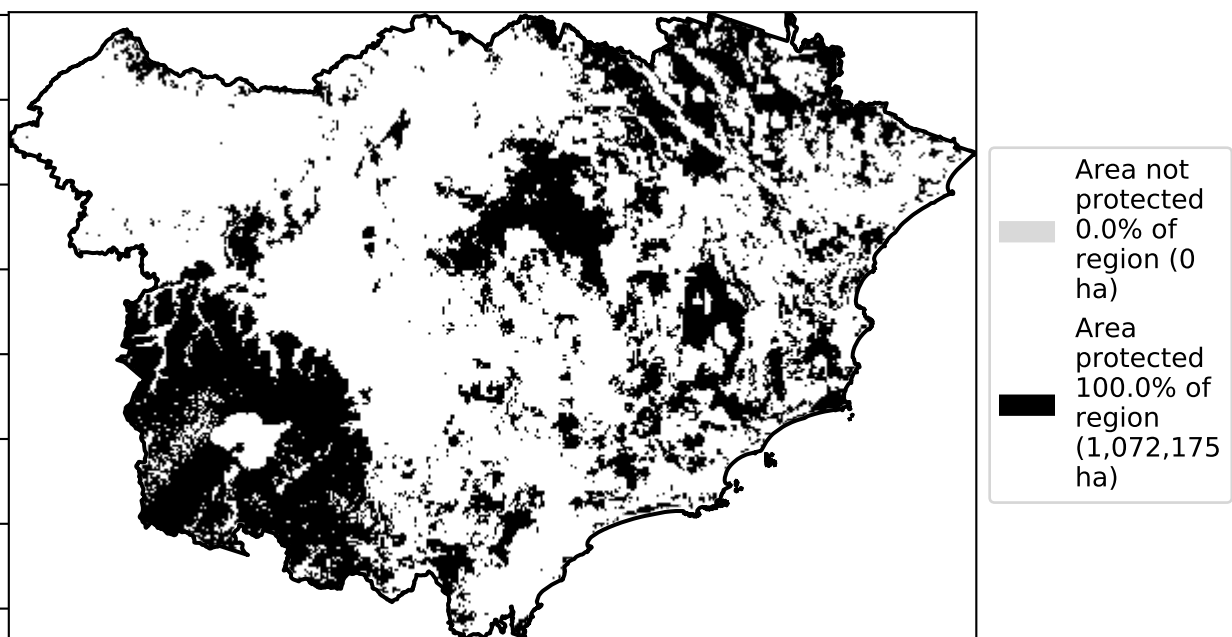 Area not
protected
0.0% of
region (0
ha)
Area
protected
100.0% of
region
(1,072,175
ha)